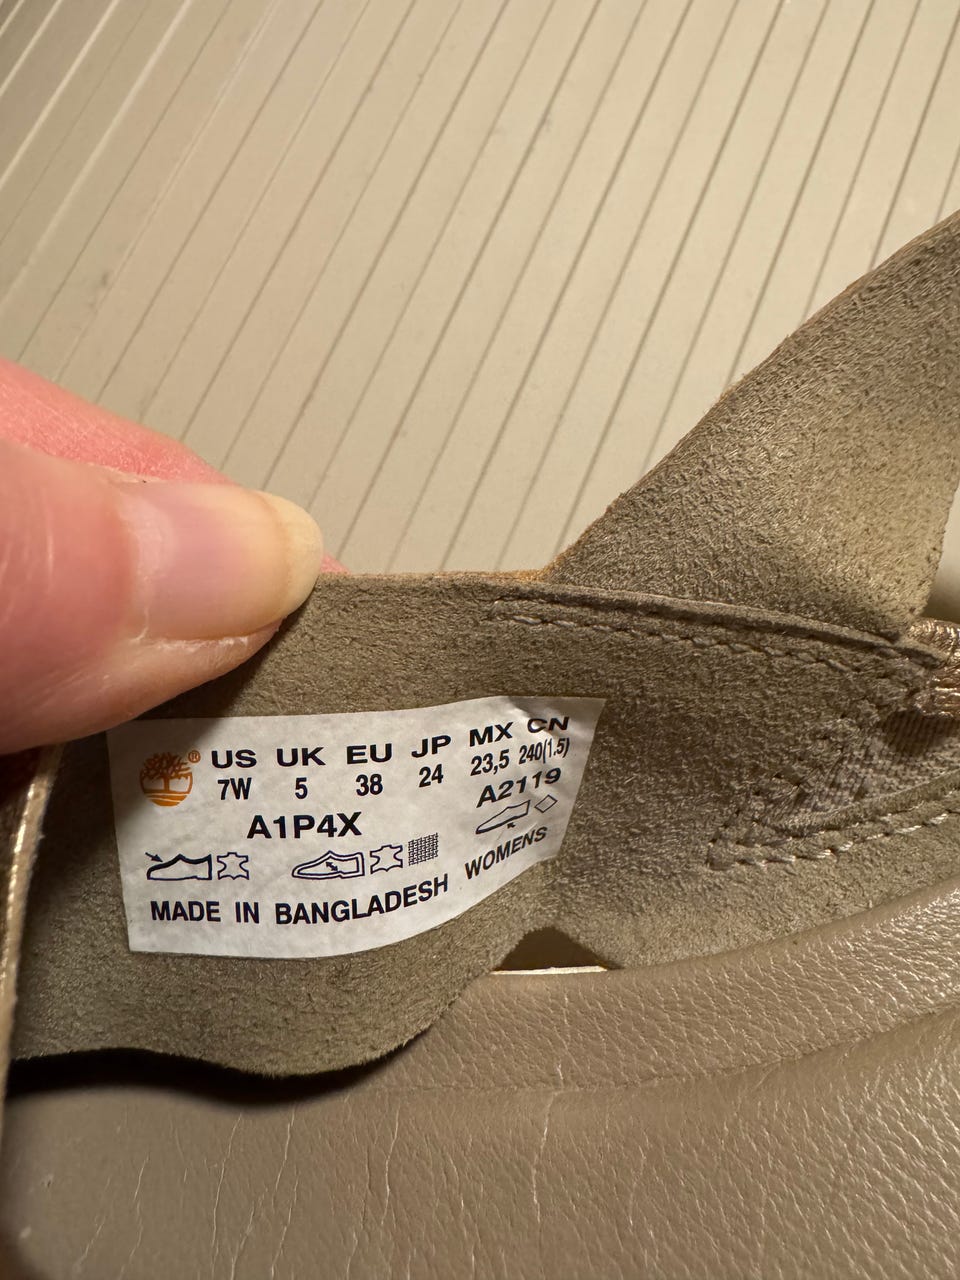 ® US UK EU JP MX CN
7W 5 38 24 23,5 240(1.5)
A1P4X A2119
MADE IN BANGLADESH WOMENS